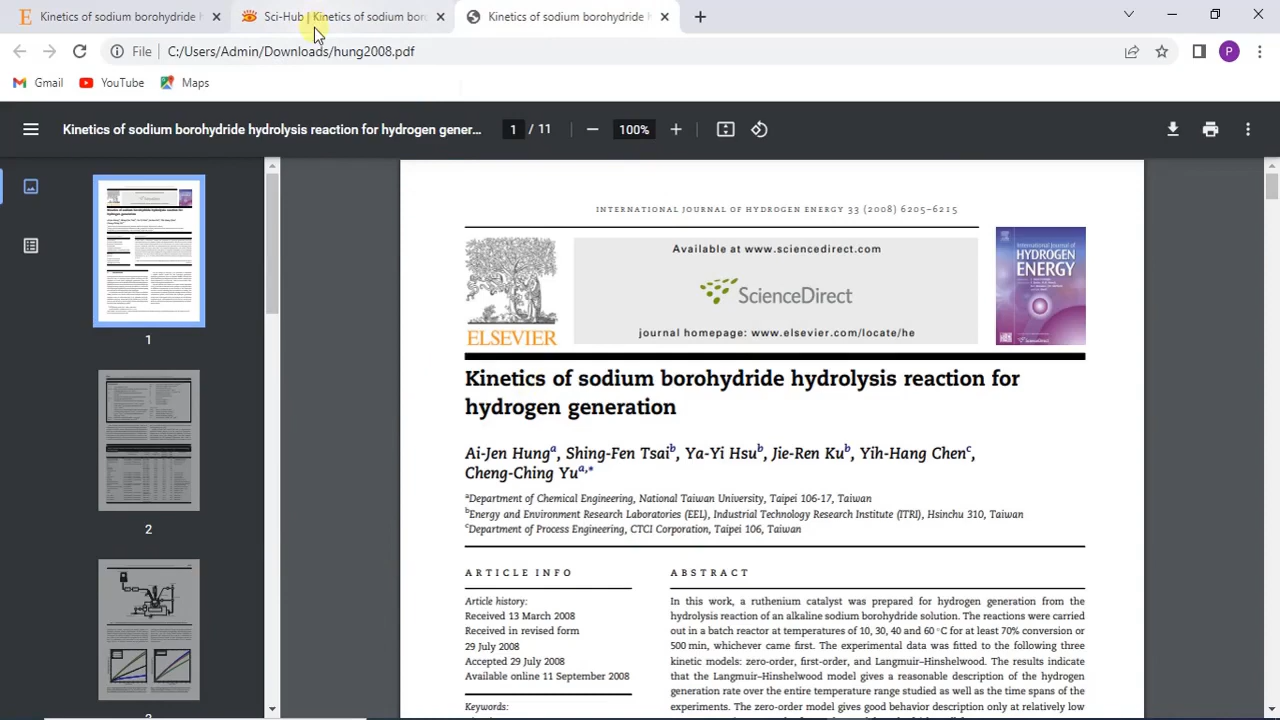 Kinetics of sodium borohydride h
Sci-Hub | Kinetics of sodium bor
Kinetics of sodium borohydride h
File C:/Users/Admin/Downloads/hung2008.pdf
P
Gmail YouTube Maps
Kinetics of sodium borohydride hydrolysis reaction for hydrogen gener... 1 / 11 100%
1
2
INTERNATIONAL JOURNAL OF HYDROGEN ENERGY 33 (2008) 6205–6215
Available at www.sciencedirect.com
ScienceDirect
journal homepage: www.elsevier.com/locate/he
ELSEVIER
International Journal of
HYDROGEN
ENERGY
Kinetics of sodium borohydride hydrolysis reaction for
hydrogen generation
Ai-Jen Hungᵃ, Shing-Fen Tsaiᵇ, Ya-Yi Hsuᵇ, Jie-Ren Kuᵇ, Yih-Hang Chenᶜ,
Cheng-Ching Yuᵃ,*
ᵃDepartment of Chemical Engineering, National Taiwan University, Taipei 106-17, Taiwan
ᵇEnergy and Environment Research Laboratories (EEL), Industrial Technology Research Institute (ITRI), Hsinchu 310, Taiwan
ᶜDepartment of Process Engineering, CTCI Corporation, Taipei 106, Taiwan
ARTICLE INFO
Article history:
Received 13 March 2008
Received in revised form
29 July 2008
Accepted 29 July 2008
Available online 11 September 2008
Keywords:
ABSTRACT
In this work, a ruthenium catalyst was prepared for hydrogen generation from the
hydrolysis reaction of an alkaline sodium borohydride solution. The reactions were carried
out in a batch reactor at temperatures of 10, 30, 40 and 60 °C for at least 70% conversion or
500 min, whichever came first. The experimental data was fitted to the following three
kinetic models: zero-order, first-order, and Langmuir–Hinshelwood. The results indicate
that the Langmuir–Hinshelwood model gives a reasonable description of the hydrogen
generation rate over the entire temperature range studied as well as the time spans of the
experiments. The zero-order model gives good behavior description only at relatively low